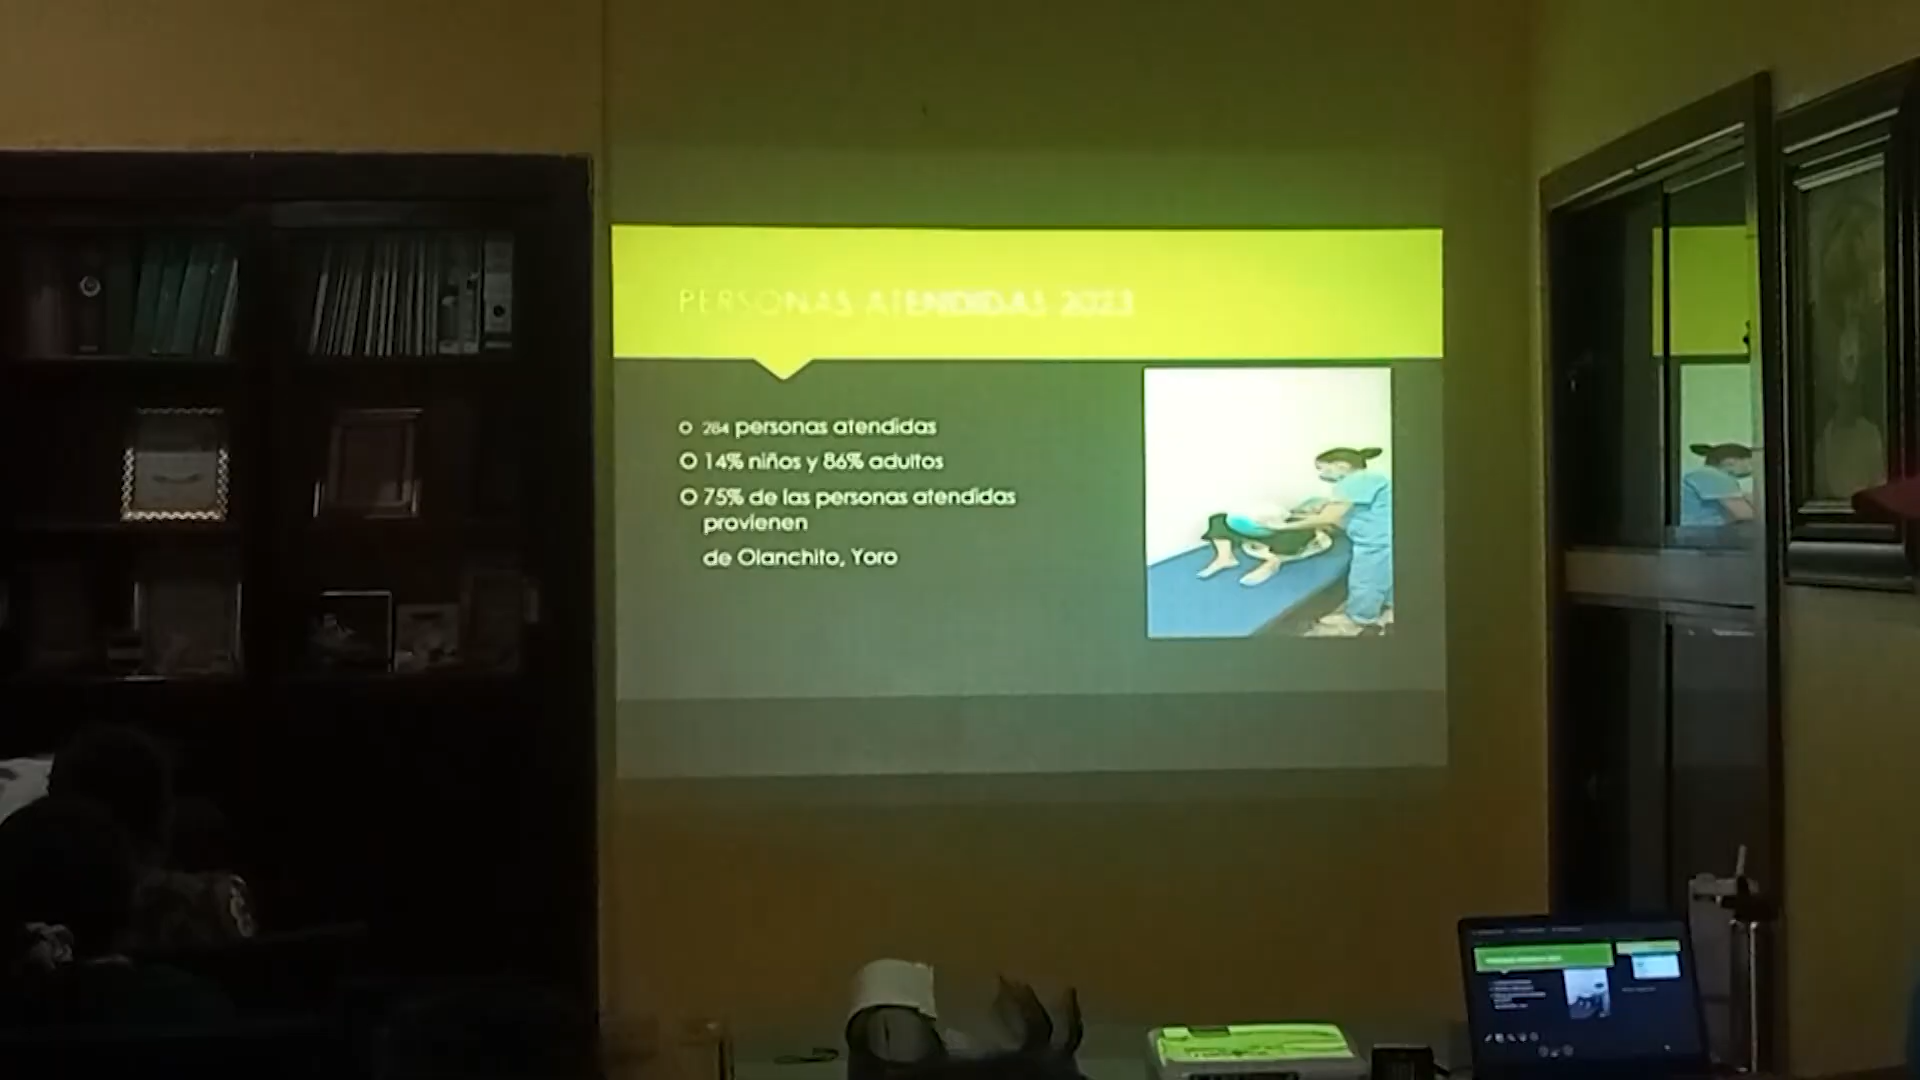 PERSONAS ATENDIDAS 2023
284 personas atendidas
14% niños y 86% adultos
75% de las personas atendidas
provienen
de Olanchito, Yoro